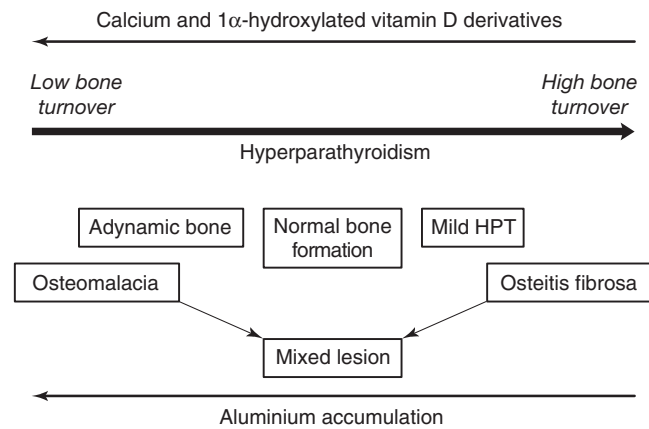 Calcium and 1α-hydroxylated vitamin D derivatives
Low bone
turnover
High bone
turnover
Hyperparathyroidism
Adynamic bone
Normal bone
formation
Mild HPT
Osteomalacia
Osteitis fibrosa
Mixed lesion
Aluminium accumulation